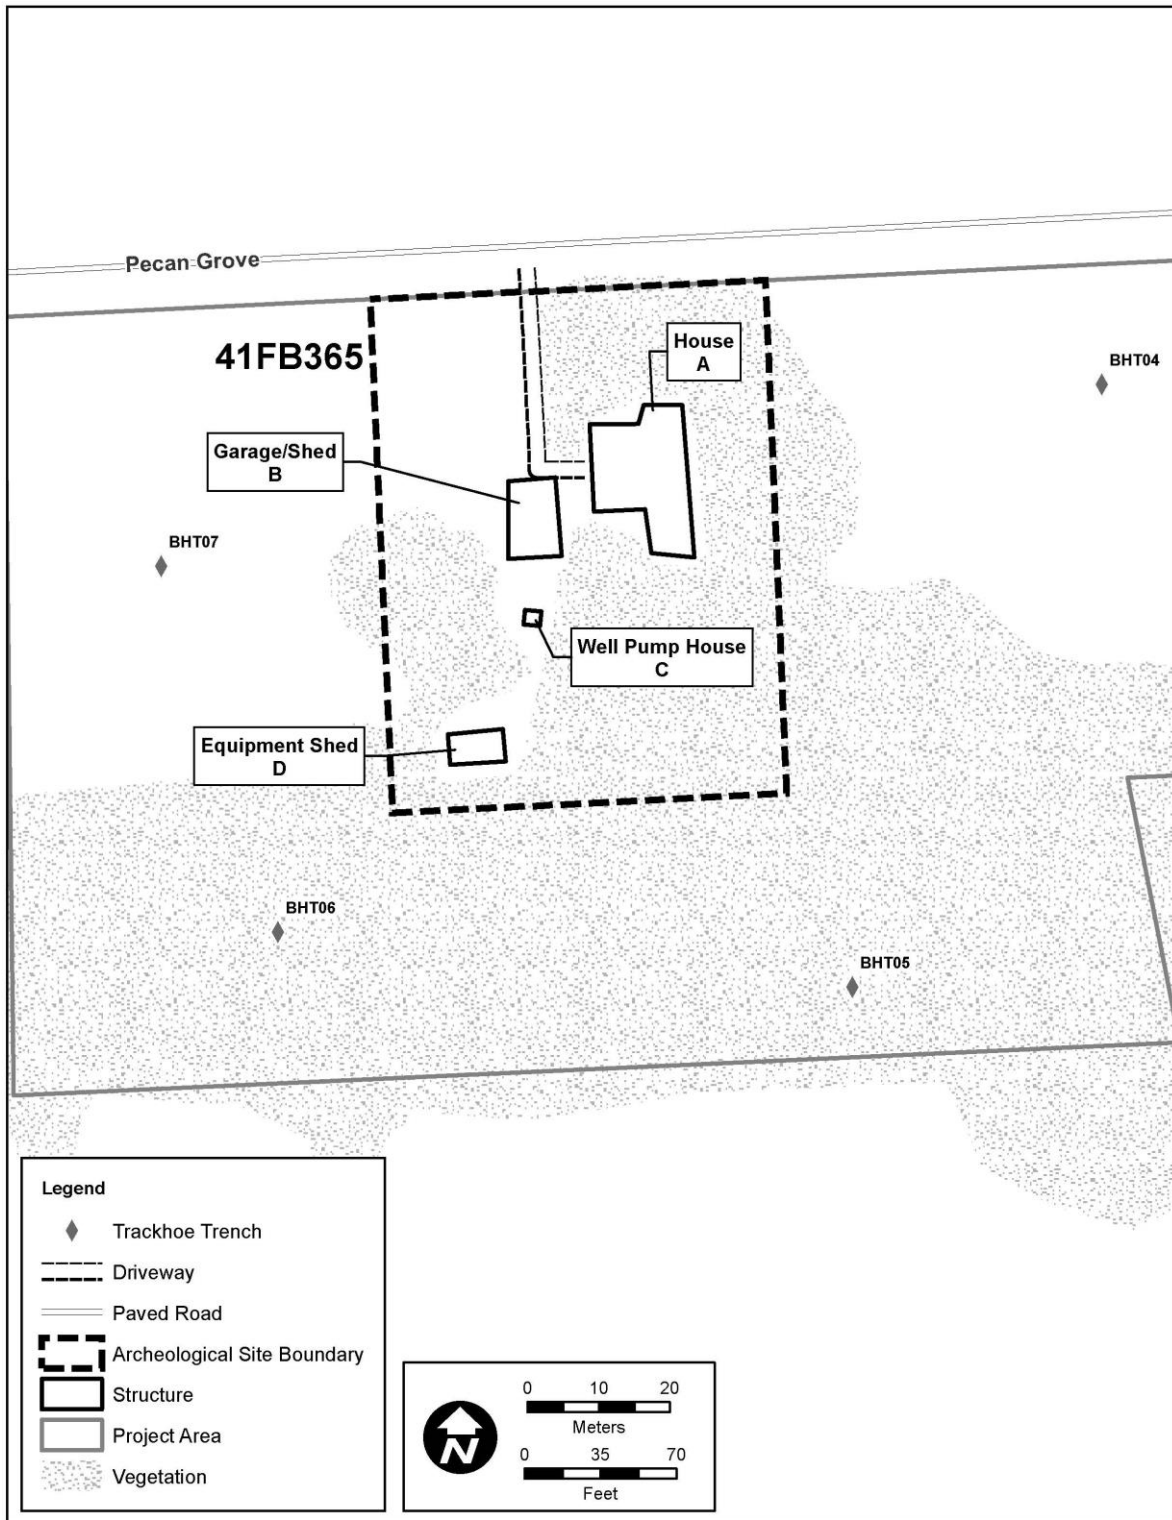 Pecan Grove
41FB365
House
A
BHT04
Garage/Shed
B
BHT07
Well Pump House
C
Equipment Shed
D
BHT06
BHT05
Legend
Trackhoe Trench
Driveway
Paved Road
Archeological Site Boundary
Structure
Project Area
Vegetation
N
0 10 20
Meters
0 35 70
Feet